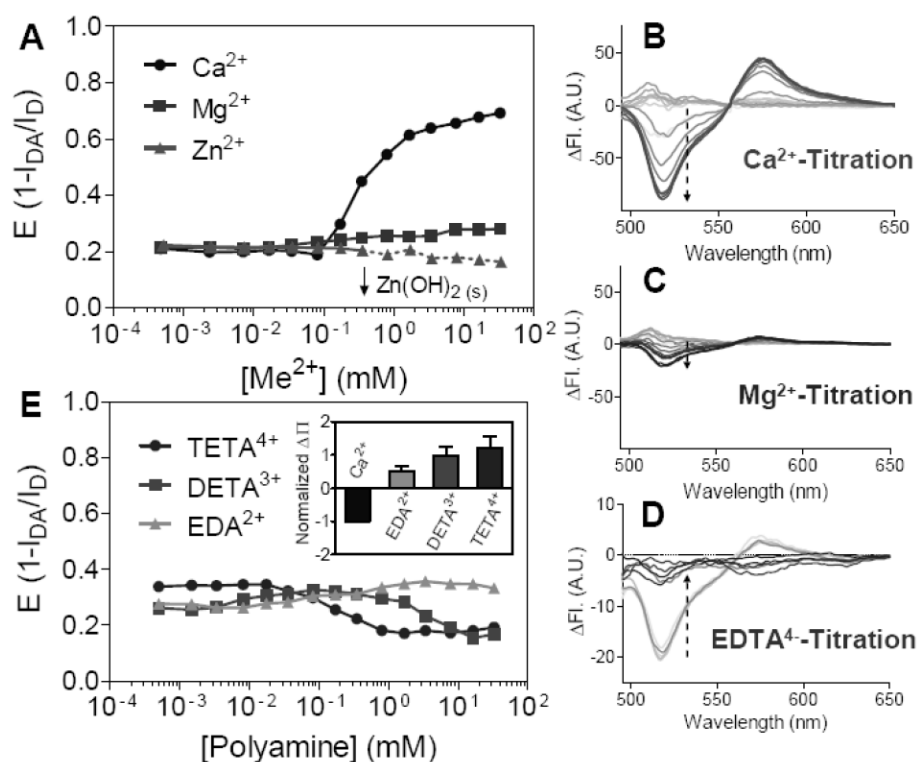 A
1.0
0.8
0.6
0.4
0.2
0.0
E (1-I_DA/I_D)
Ca²⁺
Mg²⁺
Zn²⁺
Zn(OH)₂ (s)
10⁻⁴ 10⁻³ 10⁻² 10⁻¹ 10⁰ 10¹ 10²
[Me²⁺] (mM)
B
50
0
-50
ΔFl. (A.U.)
Ca²⁺-Titration
500 550 600 650
Wavelength (nm)
C
50
0
-50
ΔFl. (A.U.)
Mg²⁺-Titration
500 550 600 650
Wavelength (nm)
D
10
0
-10
-20
ΔFl. (A.U.)
EDTA⁴⁻-Titration
500 550 600 650
Wavelength (nm)
E
1.0
0.8
0.6
0.4
0.2
0.0
E (1-I_DA/I_D)
TETA⁴⁺
DETA³⁺
EDA²⁺
Normalized ΔΠ
2
1
0
-1
-2
Ca²⁺
EDA²⁺
DETA³⁺
TETA⁴⁺
10⁻⁴ 10⁻³ 10⁻² 10⁻¹ 10⁰ 10¹ 10²
[Polyamine] (mM)